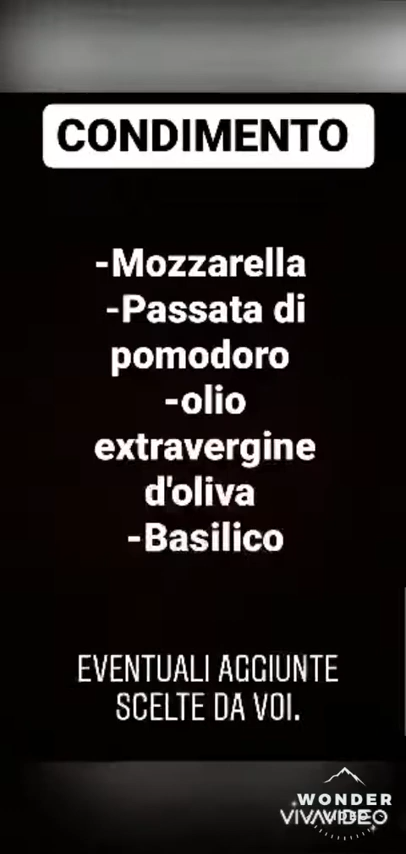 CONDIMENTO
-Mozzarella
-Passata di
pomodoro
-olio
extravergine
d'oliva
-Basilico
EVENTUALI AGGIUNTE
SCELTE DA VOI.
WONDER
VIVAVIDEO